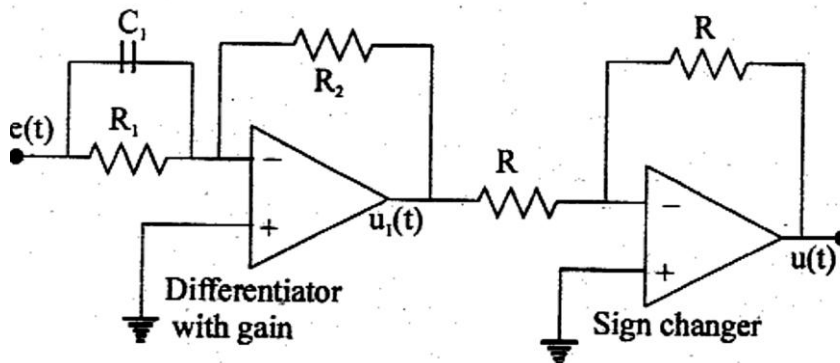 C₁
R₂
R
e(t)
R₁
−
+
u₁(t)
R
−
+
u(t)
Differentiator
with gain
Sign changer